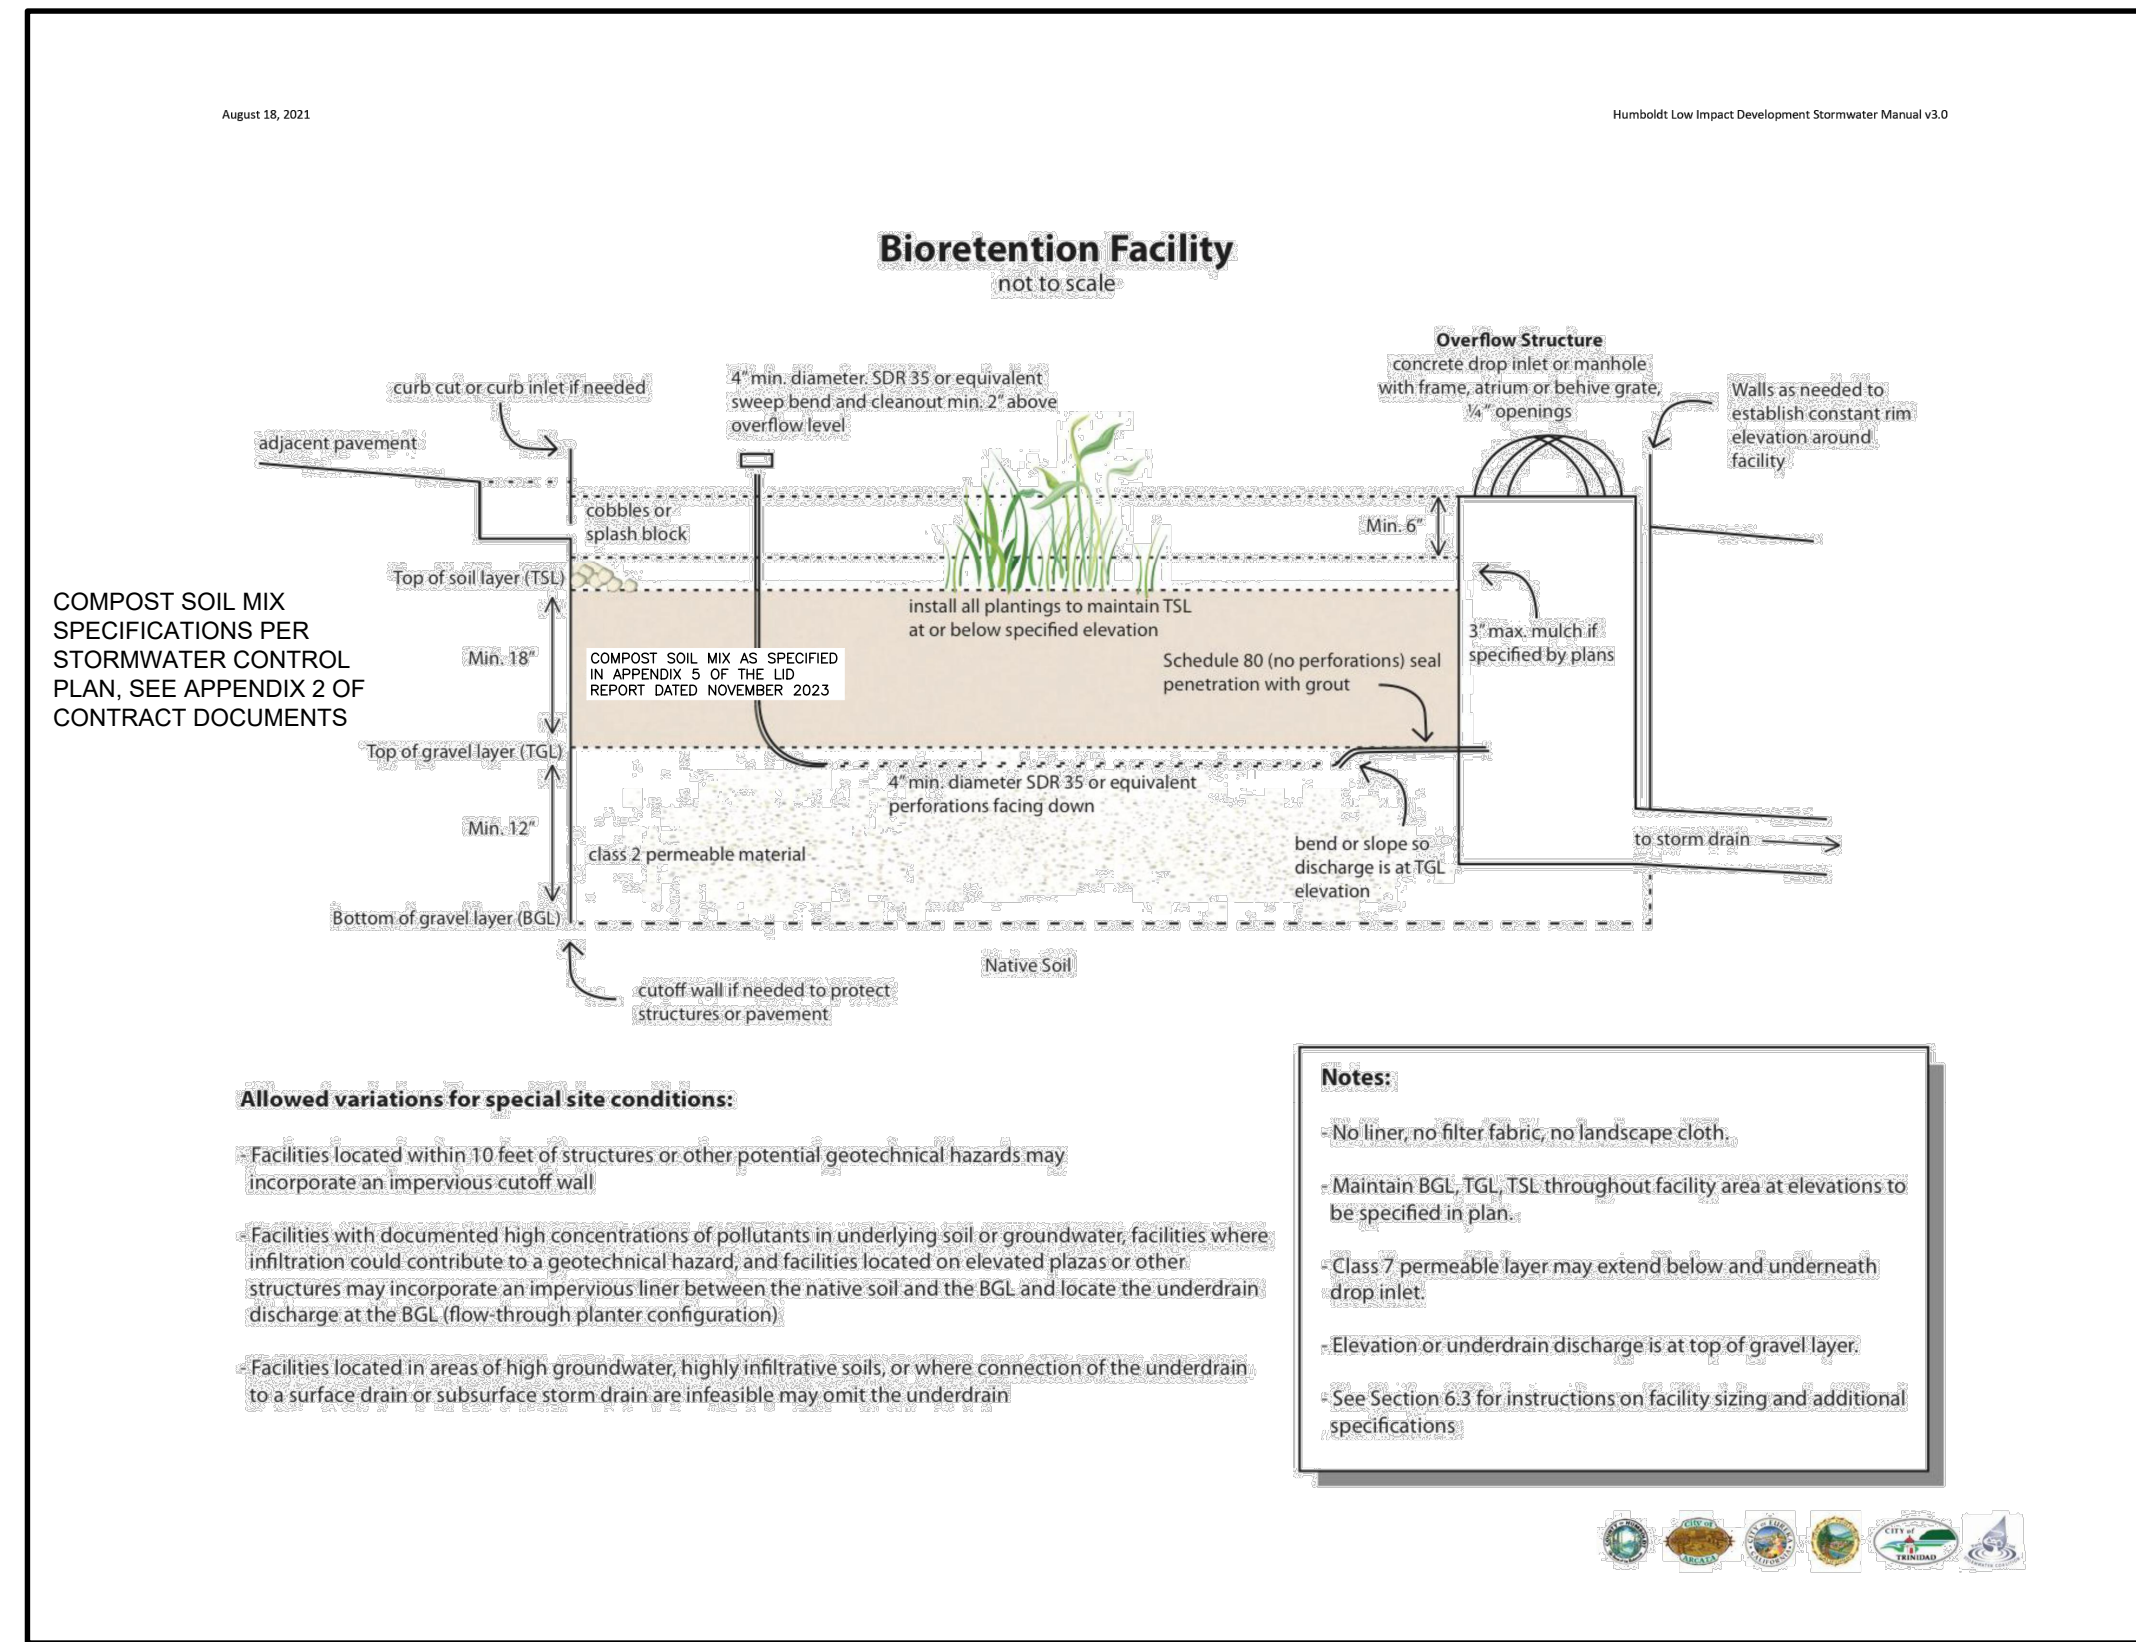 August 18, 2021
Humboldt Low Impact Development Stormwater Manual v3.0
Bioretention Facility
not to scale
curb cut or curb inlet if needed
adjacent pavement
4" min. diameter. SDR 35 or equivalent
sweep bend and cleanout min. 2" above
overflow level
Overflow Structure
concrete drop inlet or manhole
with frame, atrium or behive grate,
¼" openings
Walls as needed to
establish constant rim
elevation around
facility
cobbles or
splash block
Min. 6"
Top of soil layer (TSL)
COMPOST SOIL MIX
SPECIFICATIONS PER
STORMWATER CONTROL
PLAN, SEE APPENDIX 2 OF
CONTRACT DOCUMENTS
Min. 18"
install all plantings to maintain TSL
at or below specified elevation
COMPOST SOIL MIX AS SPECIFIED
IN APPENDIX 5 OF THE LID
REPORT DATED NOVEMBER 2023
Schedule 80 (no perforations) seal
penetration with grout
3" max. mulch if
specified by plans
Top of gravel layer (TGL)
4" min. diameter SDR 35 or equivalent
perforations facing down
Min. 12"
class 2 permeable material
bend or slope so
discharge is at TGL
elevation
to storm drain
Bottom of gravel layer (BGL)
Native Soil
cutoff wall if needed to protect
structures or pavement
Allowed variations for special site conditions:
- Facilities located within 10 feet of structures or other potential geotechnical hazards may
incorporate an impervious cutoff wall
- Facilities with documented high concentrations of pollutants in underlying soil or groundwater, facilities where
infiltration could contribute to a geotechnical hazard, and facilities located on elevated plazas or other
structures may incorporate an impervious liner between the native soil and the BGL and locate the underdrain
discharge at the BGL (flow-through planter configuration)
- Facilities located in areas of high groundwater, highly infiltrative soils, or where connection of the underdrain
to a surface drain or subsurface storm drain are infeasible may omit the underdrain
Notes:
- No liner, no filter fabric, no landscape cloth.
- Maintain BGL, TGL, TSL throughout facility area at elevations to
be specified in plan.
- Class 7 permeable layer may extend below and underneath
drop inlet.
- Elevation or underdrain discharge is at top of gravel layer.
- See Section 6.3 for instructions on facility sizing and additional
specifications
CITY of
ARCATA
CITY of
TRINIDAD